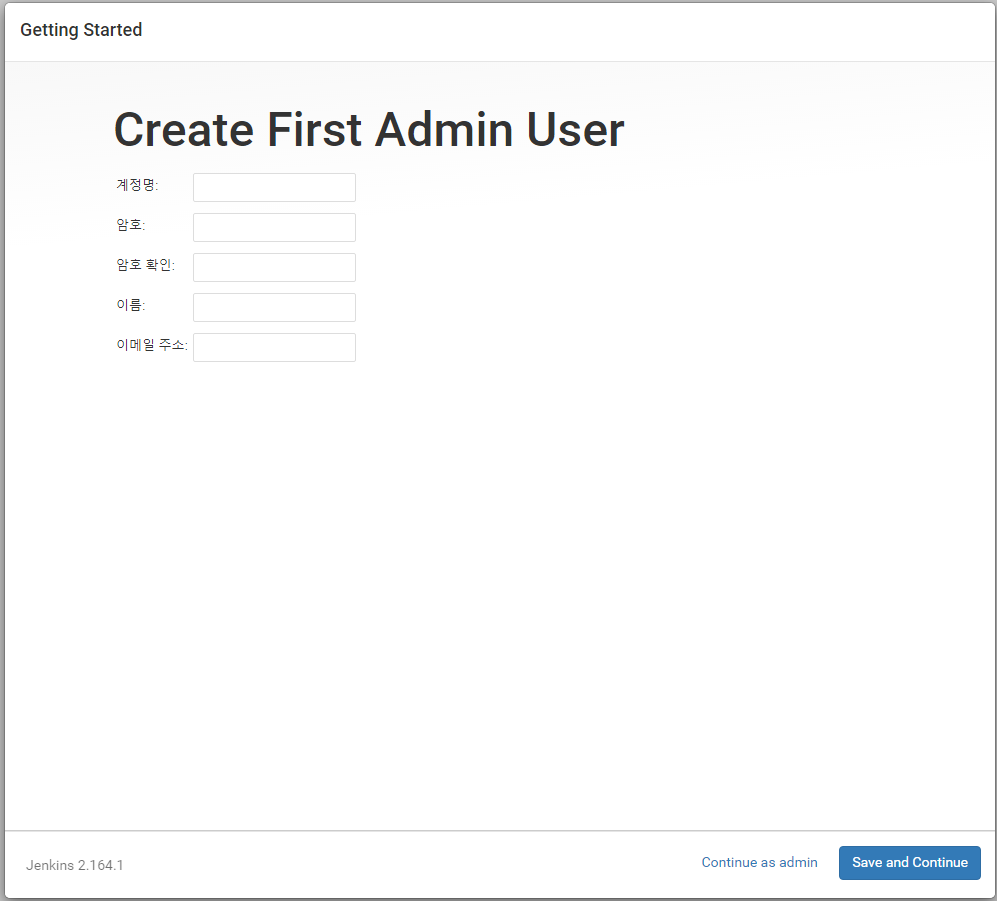 Getting Started
Create First Admin User
계정명:
암호:
암호 확인:
이름:
이메일 주소:
Jenkins 2.164.1
Continue as admin
Save and Continue